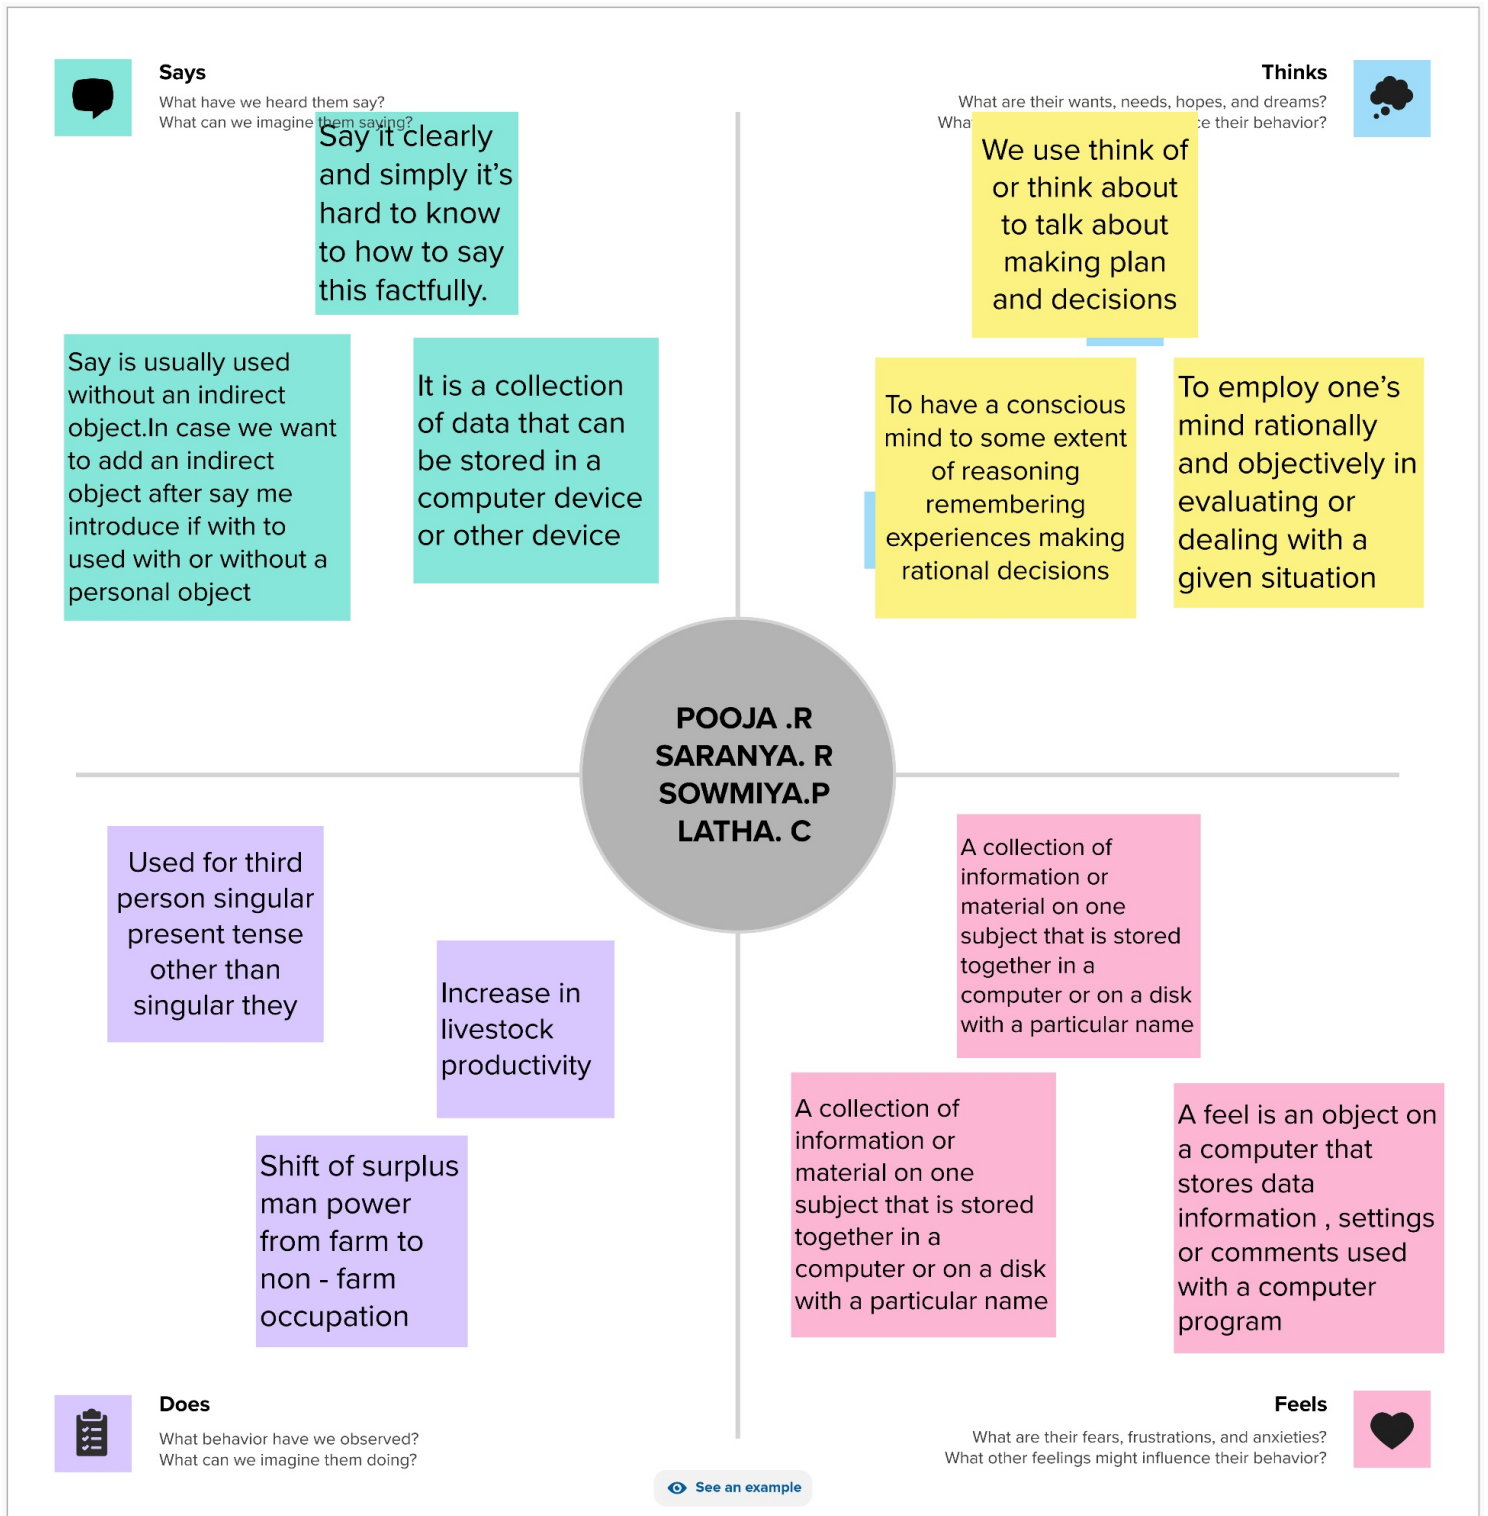 Says
What have we heard them say?
What can we imagine them saying?
Say it clearly
and simply it's
hard to know
to how to say
this factfully.
Say is usually used
without an indirect
object.In case we want
to add an indirect
object after say me
introduce if with to
used with or without a
personal object
It is a collection
of data that can
be stored in a
computer device
or other device
Thinks
What are their wants, needs, hopes, and dreams?
their behavior?
We use think of
or think about
to talk about
making plan
and decisions
To have a conscious
mind to some extent
of reasoning
remembering
experiences making
rational decisions
To employ one's
mind rationally
and objectively in
evaluating or
dealing with a
given situation
POOJA .R
SARANYA. R
SOWMIYA.P
LATHA. C
Used for third
person singular
present tense
other than
singular they
Increase in
livestock
productivity
Shift of surplus
man power
from farm to
non - farm
occupation
Does
What behavior have we observed?
What can we imagine them doing?
A collection of
information or
material on one
subject that is stored
together in a
computer or on a disk
with a particular name
A collection of
information or
material on one
subject that is stored
together in a
computer or on a disk
with a particular name
A feel is an object on
a computer that
stores data
information , settings
or comments used
with a computer
program
Feels
What are their fears, frustrations, and anxieties?
What other feelings might influence their behavior?
See an example